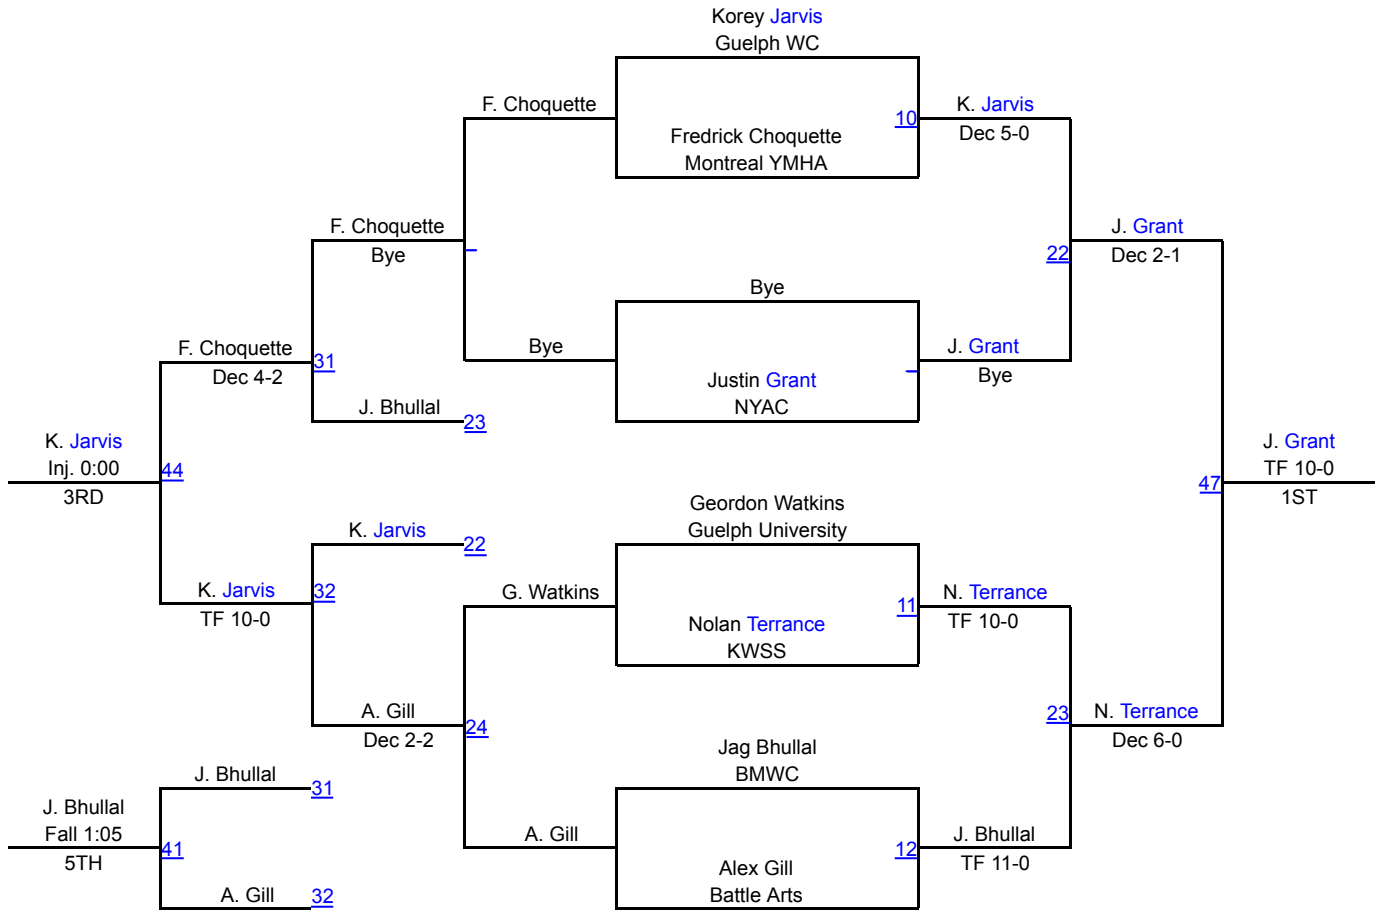 Korey Jarvis
Guelph WC
F. Choquette
10
K. Jarvis
Dec 5-0
Fredrick Choquette
Montreal YMHA
F. Choquette
Bye
J. Grant
Dec 2-1
22
Bye
F. Choquette
Dec 4-2
31
Bye
J. Grant
Bye
Justin Grant
NYAC
J. Bhullal
23
K. Jarvis
Inj. 0:00
3RD
44
J. Grant
TF 10-0
1ST
47
Geordon Watkins
Guelph University
K. Jarvis
22
K. Jarvis
TF 10-0
32
G. Watkins
11
N. Terrance
TF 10-0
Nolan Terrance
KWSS
A. Gill
Dec 2-2
24
23
N. Terrance
Dec 6-0
Jag Bhullal
BMWC
J. Bhullal
31
J. Bhullal
Fall 1:05
5TH
41
A. Gill
12
J. Bhullal
TF 11-0
Alex Gill
Battle Arts
A. Gill
32